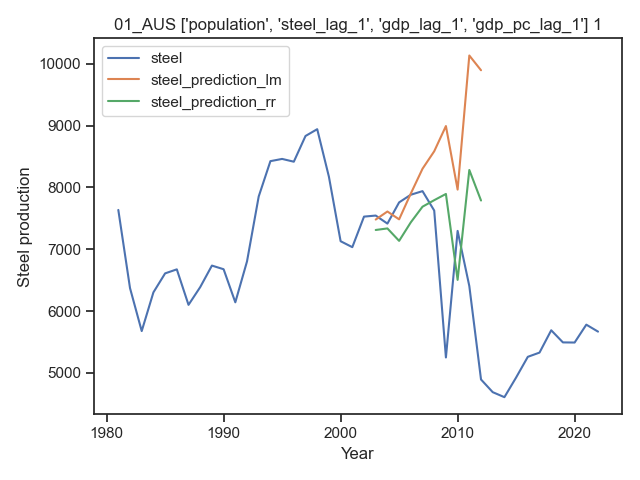 01_AUS ['population', 'steel_lag_1', 'gdp_lag_1', 'gdp_pc_lag_1'] 1
steel
steel_prediction_lm
steel_prediction_rr
10000
9000
8000
7000
6000
5000
Steel production
1980
1990
2000
2010
2020
Year